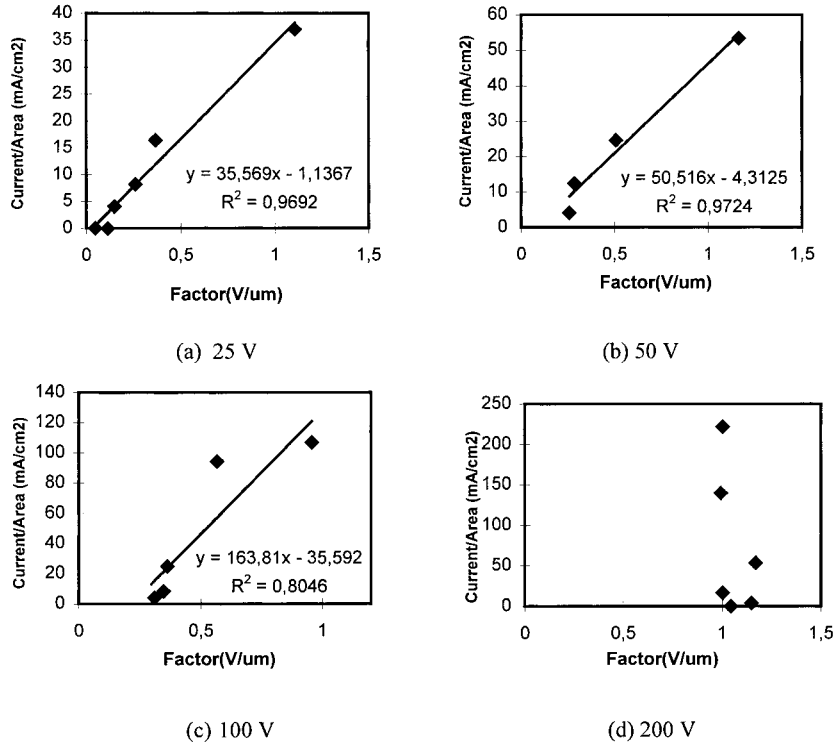 40
35
30
25
20
15
10
5
0
Current/Area (mA/cm2)
y = 35,569x - 1,1367
R² = 0,9692
0 0,5 1 1,5
Factor(V/um)
(a) 25 V
60
50
40
30
20
10
0
Current/Area (mA/cm2)
y = 50,516x - 4,3125
R² = 0,9724
0 0,5 1 1,5
Factor(V/um)
(b) 50 V
140
120
100
80
60
40
20
0
Current/Area (mA/cm2)
y = 163,81x - 35,592
R² = 0,8046
0 0,5 1
Factor(V/um)
(c) 100 V
250
200
150
100
50
0
Current/Area (mA/cm2)
0 0,5 1 1,5
Factor(V/um)
(d) 200 V